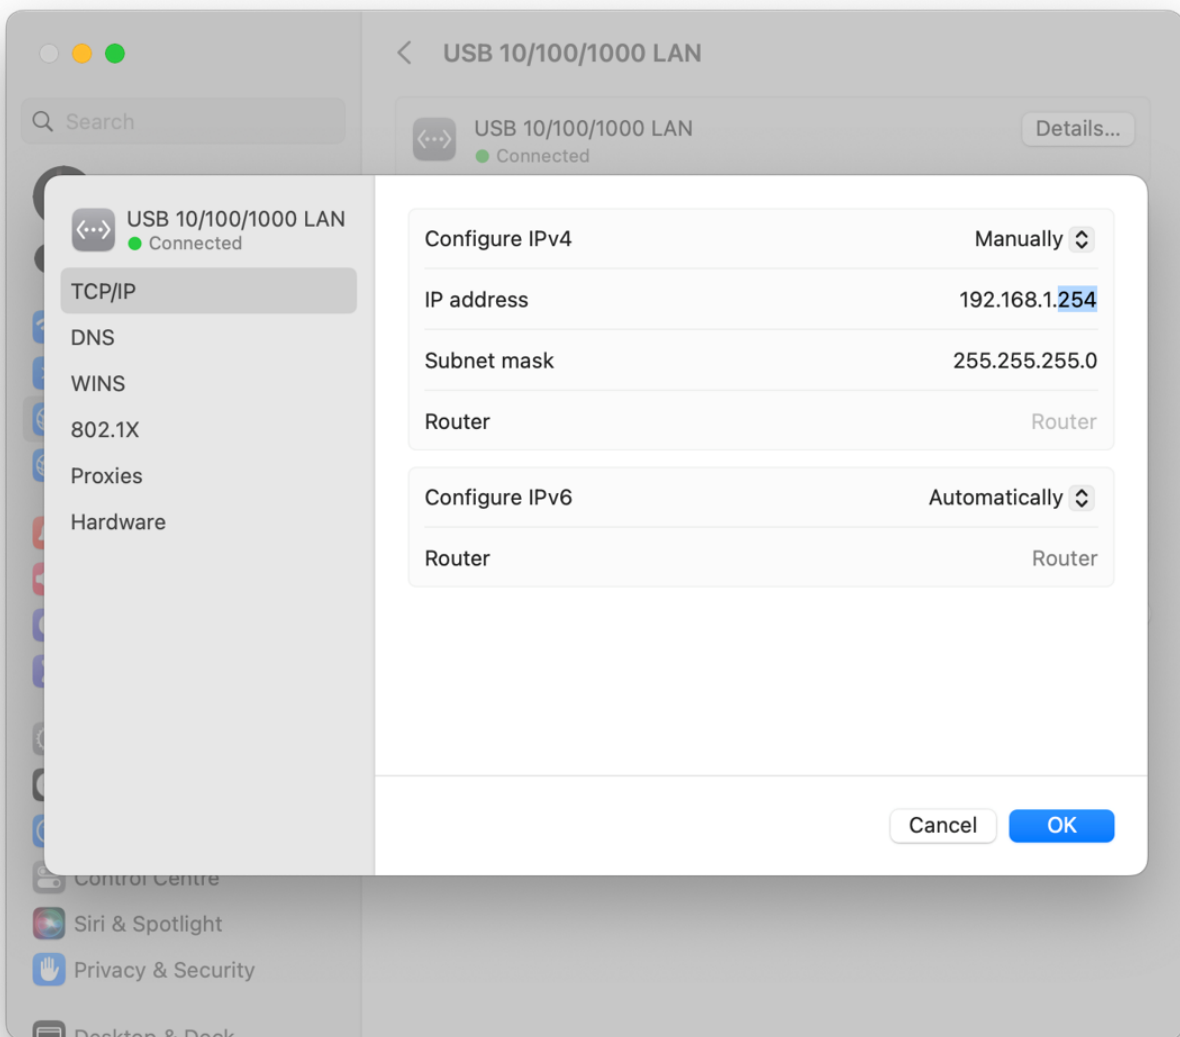 USB 10/100/1000 LAN
Search
USB 10/100/1000 LAN
Details...
Connected
USB 10/100/1000 LAN
Connected
TCP/IP
DNS
WINS
802.1X
Proxies
Hardware
Configure IPv4
Manually
IP address
192.168.1.254
Subnet mask
255.255.255.0
Router
Router
Configure IPv6
Automatically
Router
Router
Cancel
OK
Control Centre
Siri & Spotlight
Privacy & Security
Desktop & Dock